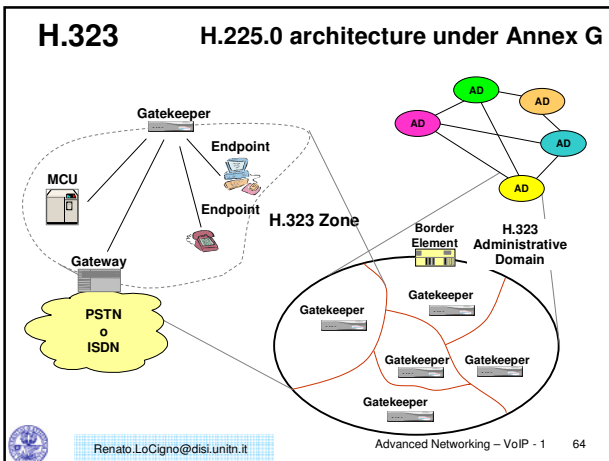 H.323
H.225.0 architecture under Annex G
AD
AD
AD
AD
AD
Gatekeeper
Endpoint
MCU
Endpoint
H.323 Zone
Gateway
PSTN
o
ISDN
Border
Element
H.323
Administrative
Domain
Gatekeeper
Gatekeeper
Gatekeeper
Gatekeeper
Gatekeeper
Renato.LoCigno@disi.unitn.it
Advanced Networking – VoIP - 1
64